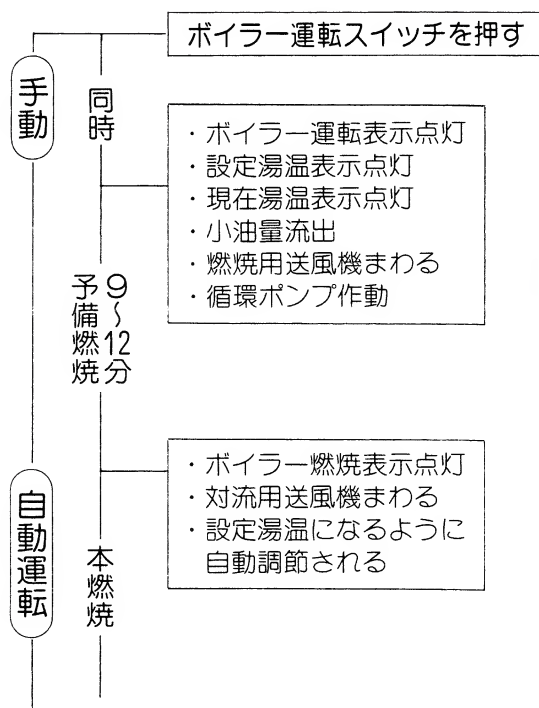 ボイラー運転スイッチを押す
手動
同時
・ボイラー運転表示点灯
・設定湯温表示点灯
・現在湯温表示点灯
・小油量流出
・燃焼用送風機まわる
・循環ポンプ作動
9〜12分
予備燃焼
・ボイラー燃焼表示点灯
・対流用送風機まわる
・設定湯温になるように
自動調節される
自動運転
本燃焼